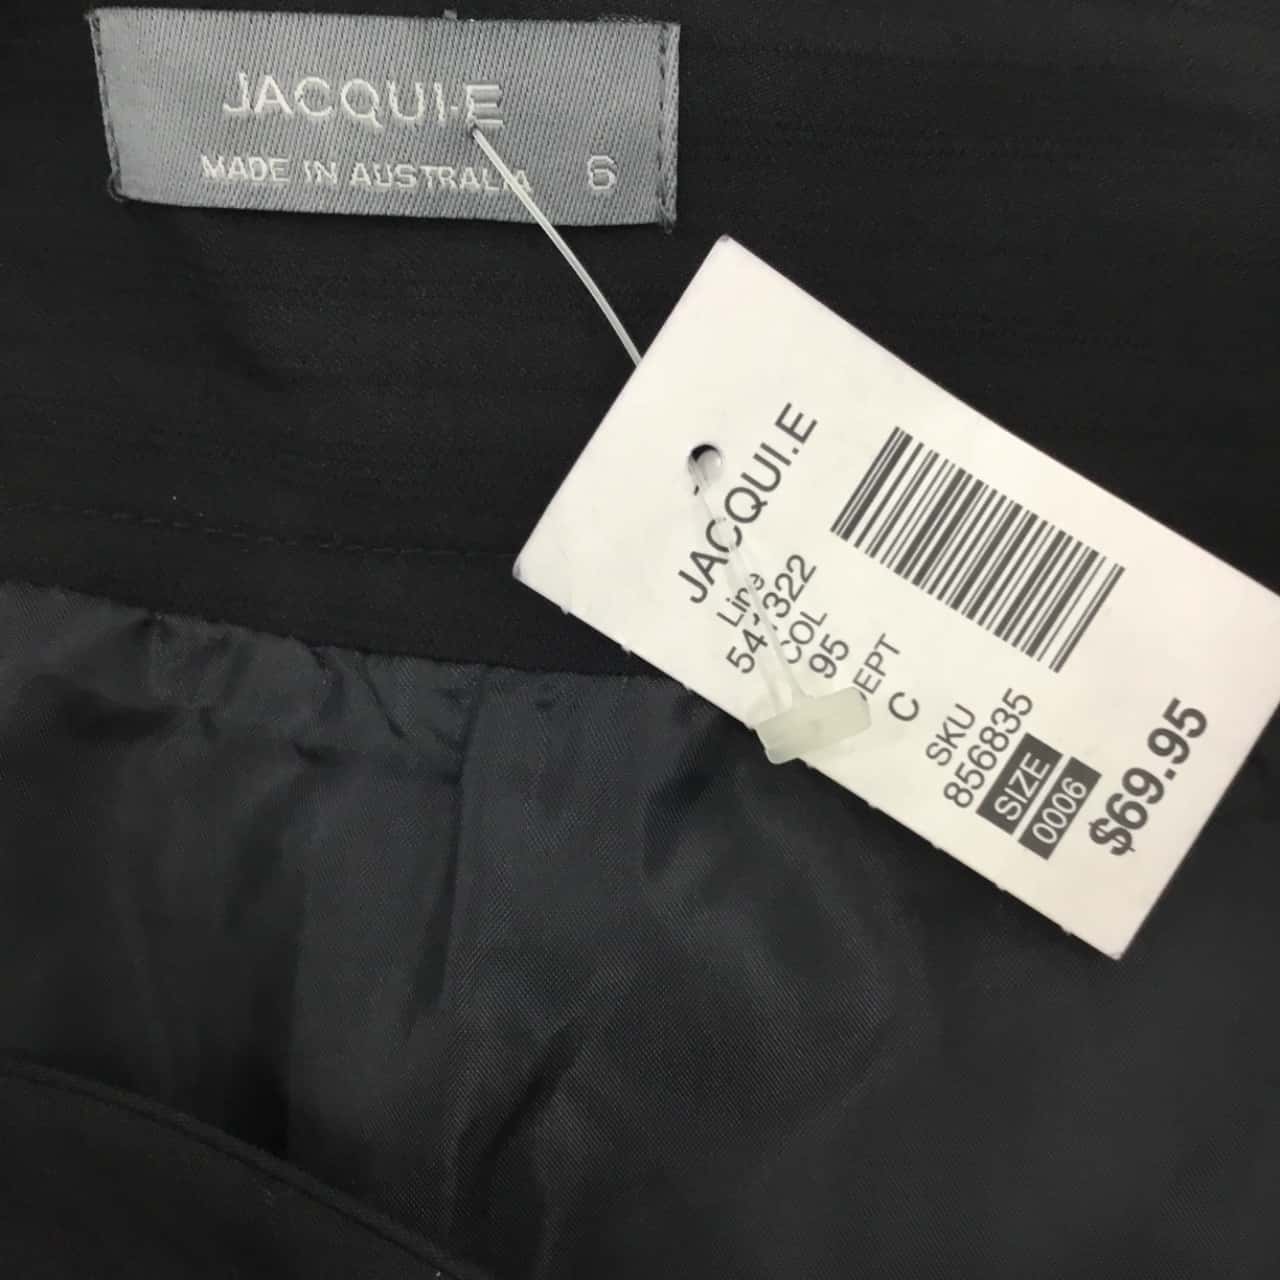 JACQUI·E
MADE IN AUSTRALIA 6
JACQUI.E
Line
COL
95
C
SKU
856835
SIZE
0006
$69.95